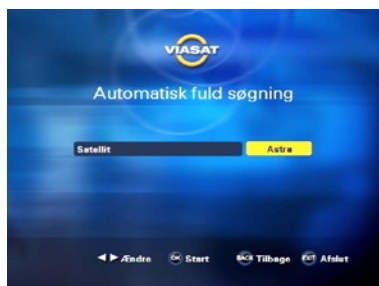 VIASAT
Automatisk fuld søgning
Satellit Astra
◄ ► Ændre OK Start BACK Tilbage EXIT Afslut